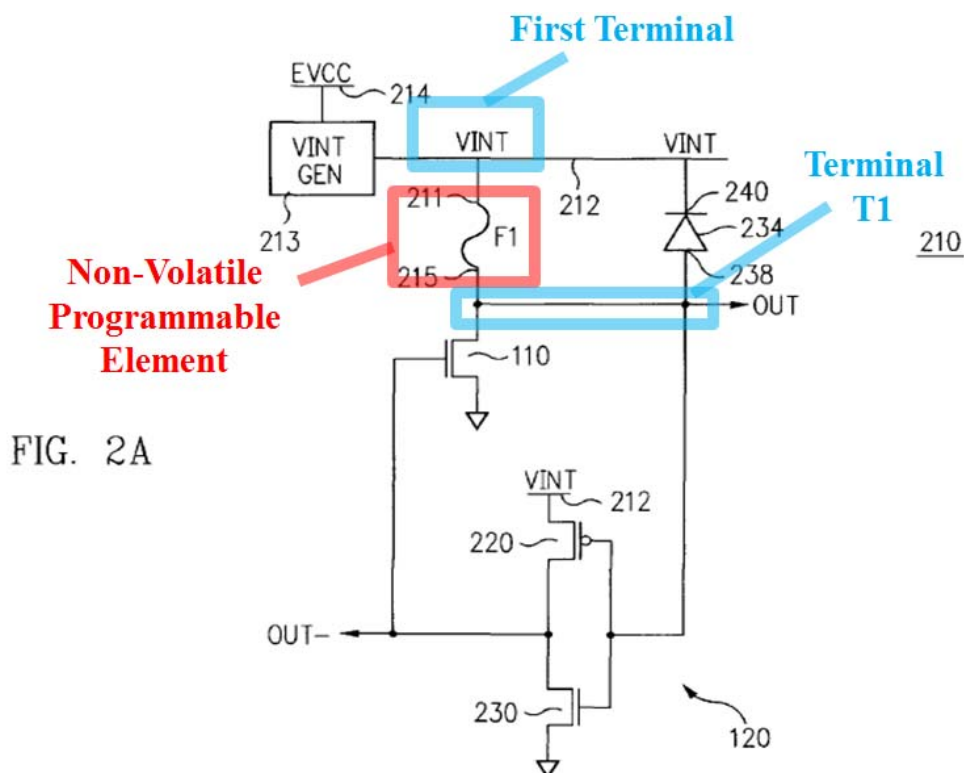 First Terminal
EVCC
214
VINT
GEN
213
VINT
VINT
212
Terminal
T1
211
F1
215
240
234
238
210
Non-Volatile
Programmable
Element
OUT
110
FIG. 2A
VINT
212
220
OUT-
230
120